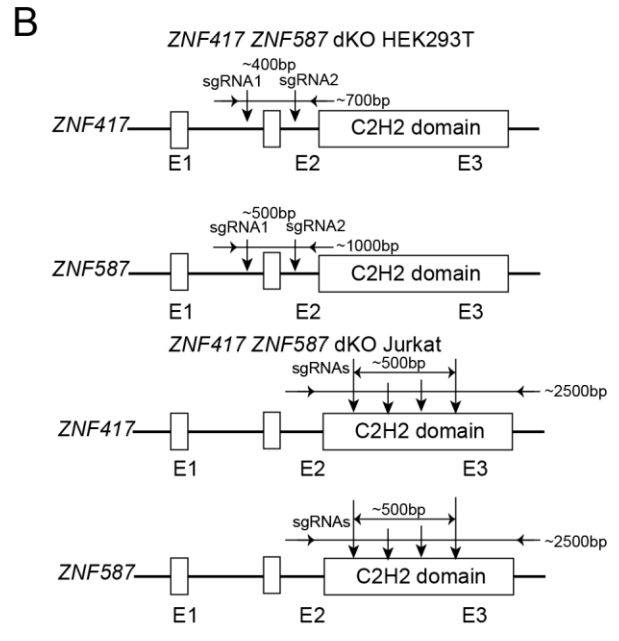 B
ZNF417 ZNF587 dKO HEK293T
~400bp
sgRNA1 sgRNA2
~700bp
ZNF417
C2H2 domain
E1 E2 E3
~500bp
sgRNA1 sgRNA2
~1000bp
ZNF587
C2H2 domain
E1 E2 E3
ZNF417 ZNF587 dKO Jurkat
sgRNAs ~500bp
~2500bp
ZNF417
C2H2 domain
E1 E2 E3
sgRNAs ~500bp
~2500bp
ZNF587
C2H2 domain
E1 E2 E3